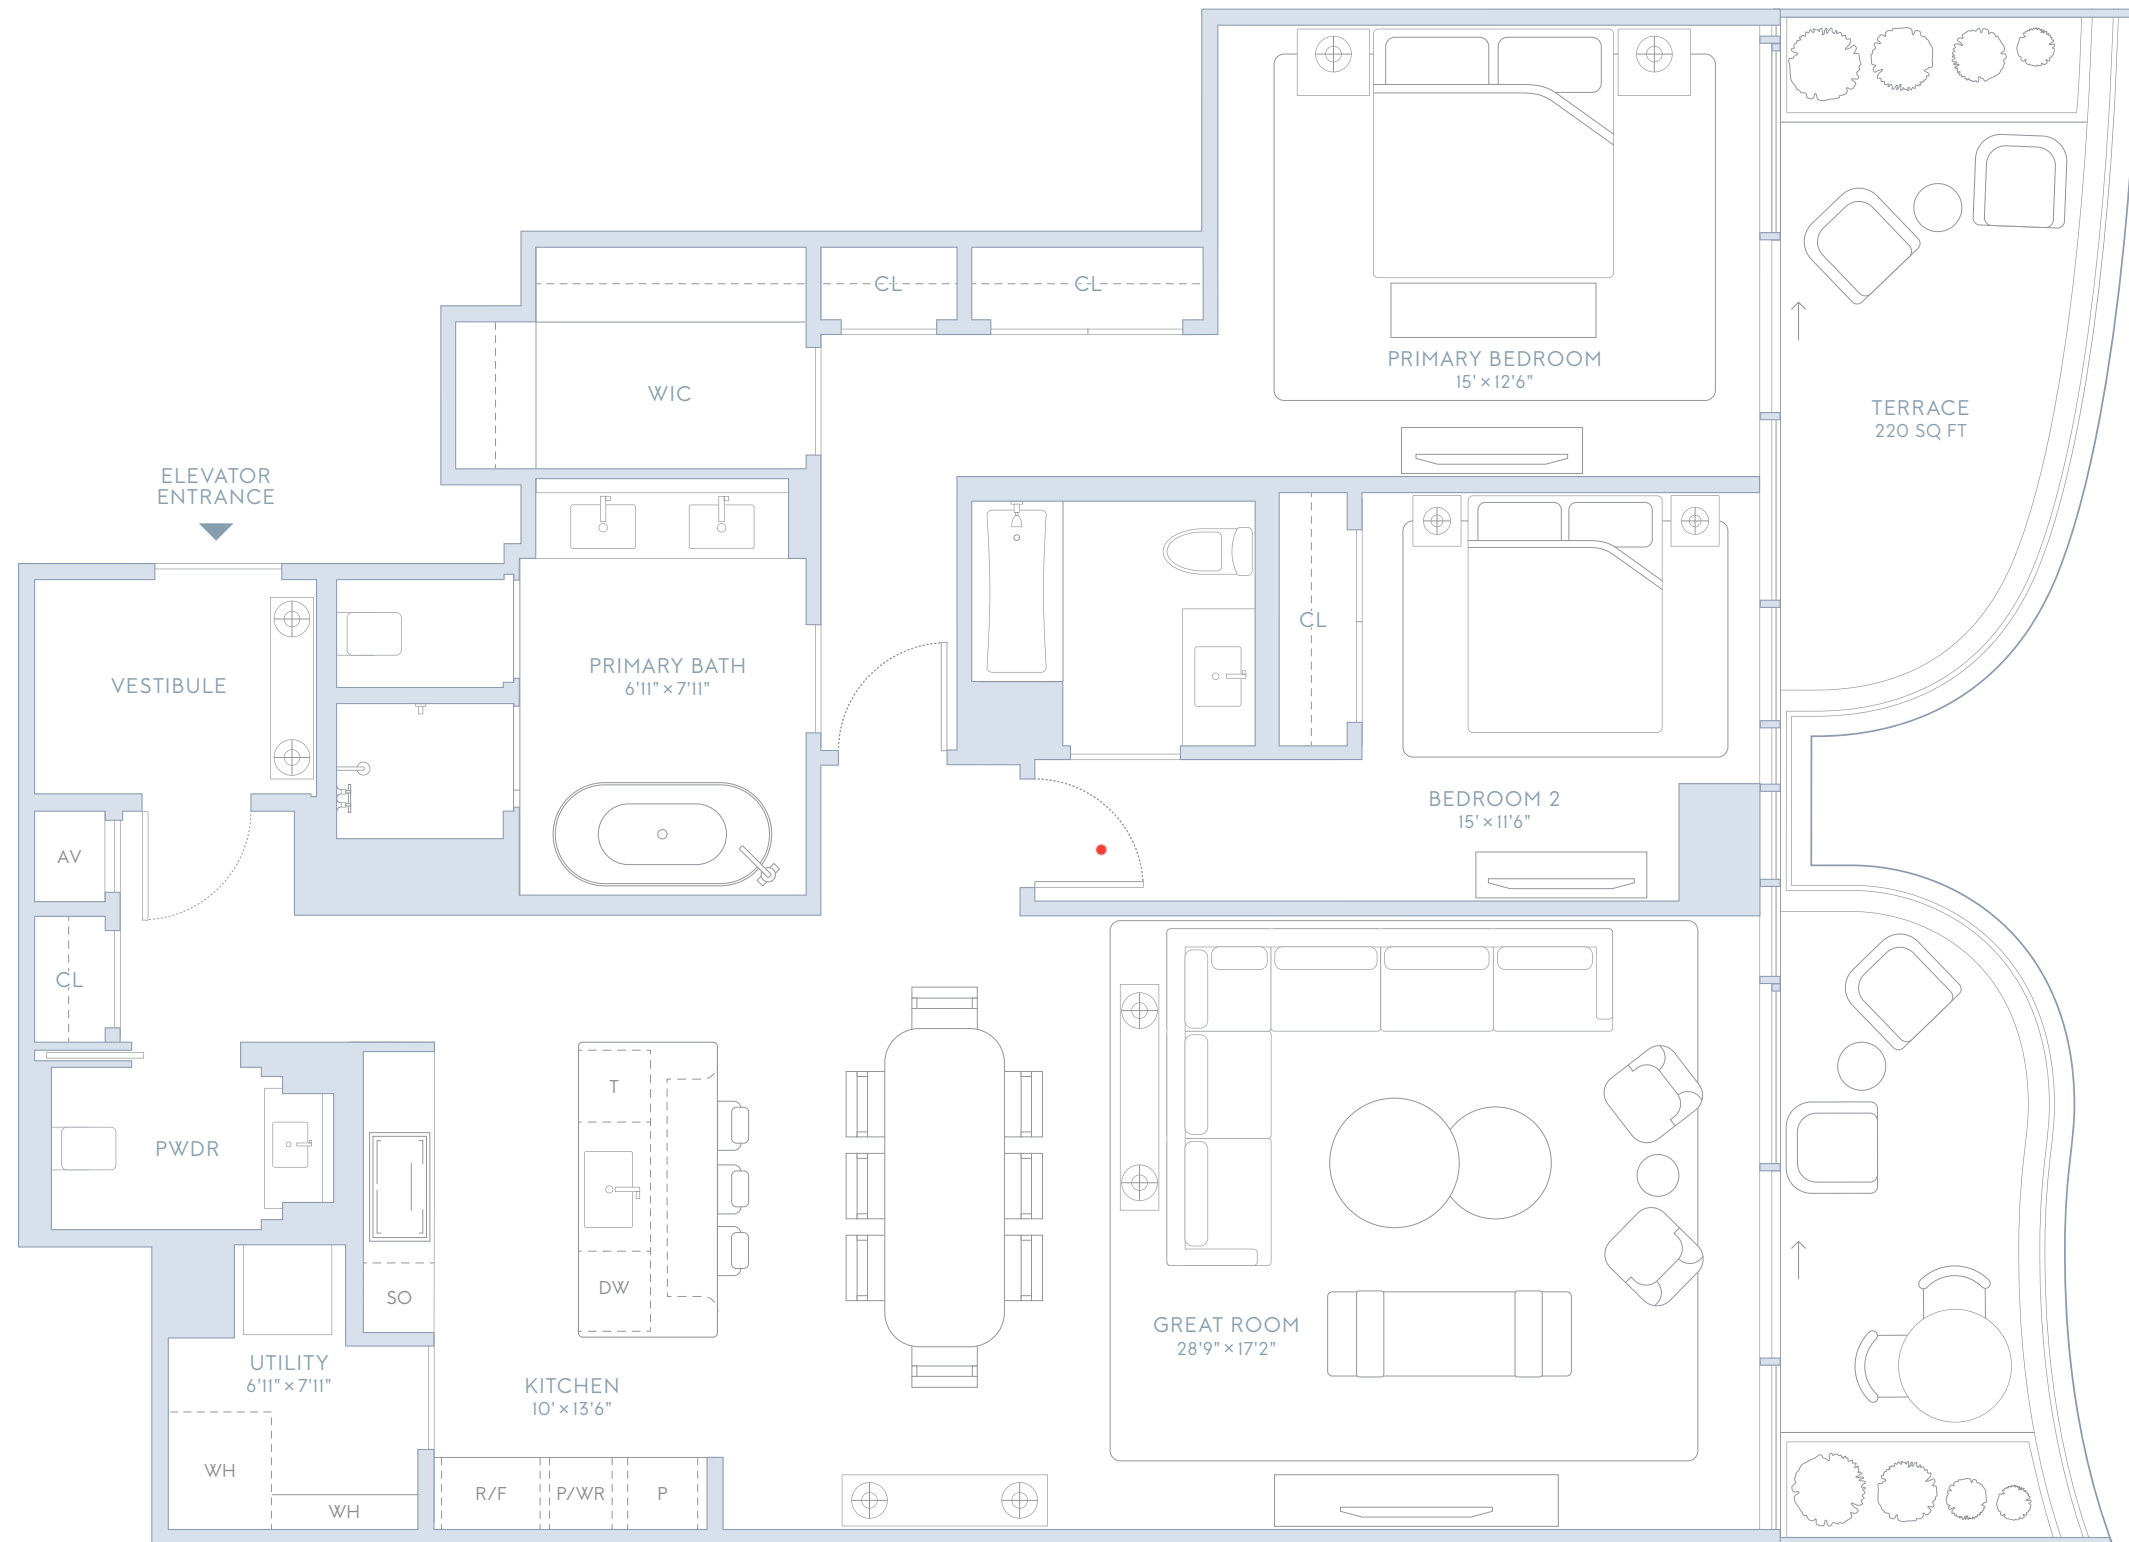 CL
CL
PRIMARY BEDROOM
15' × 12'6"
WIC
TERRACE
220 SQ FT
ELEVATOR
ENTRANCE
CL
VESTIBULE
PRIMARY BATH
6'11" × 7'11"
BEDROOM 2
15' × 11'6"
AV
CL
T
PWDR
DW
SO
GREAT ROOM
28'9" × 17'2"
UTILITY
6'11" × 7'11"
KITCHEN
10' × 13'6"
WH
R/F
P/WR
P
WH